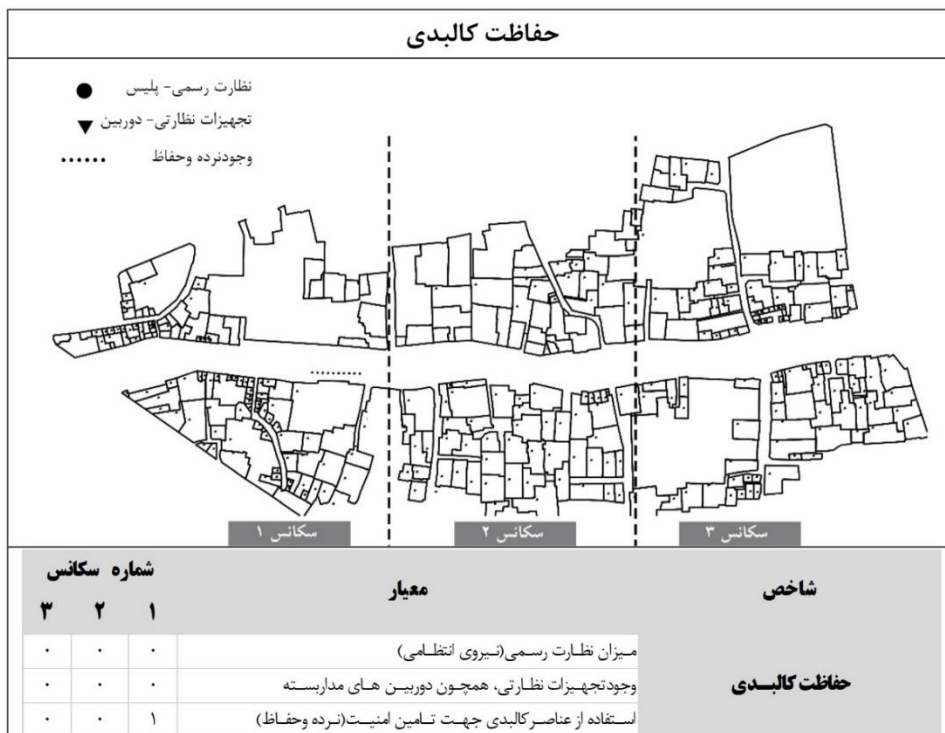 حفاظت کالبدی
نظارت رسمی- پلیس
تجهیزات نظارتی- دوربین
وجودنرده وحفاظ
سکانس ۱
سکانس ۲
سکانس ۳
شاخص
معیار
شماره سکانس
۱ ۲ ۳
حفاظت کالبدی
میزان نظارت رسمی(نیروی انتظامی) ۰ ۰ ۰
وجودتجهیزات نظارتی، همچون دوربین های مداربسته ۰ ۰ ۰
استفاده از عناصرکالبدی جهت تامین امنیت(نرده وحفاظ) ۱ ۰ ۰